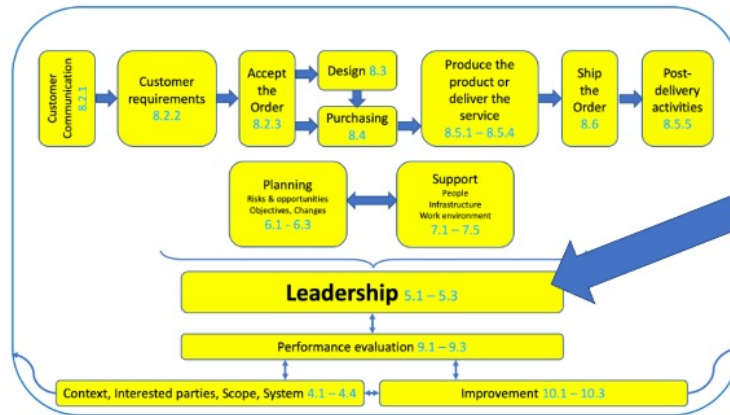 Customer
Communication
8.2.1
Customer
requirements
8.2.2
Accept
the
Order
8.2.3
Design 8.3
Purchasing
8.4
Produce the
product or
deliver the
service
8.5.1 – 8.5.4
Ship
the
Order
8.6
Post-
delivery
activities
8.5.5
Planning
Risks & opportunities
Objectives, Changes
6.1 - 6.3
Support
People
Infrastructure
Work environment
7.1 – 7.5
Leadership 5.1 – 5.3
Performance evaluation 9.1 – 9.3
Context, Interested parties, Scope, System 4.1 – 4.4
Improvement 10.1 – 10.3